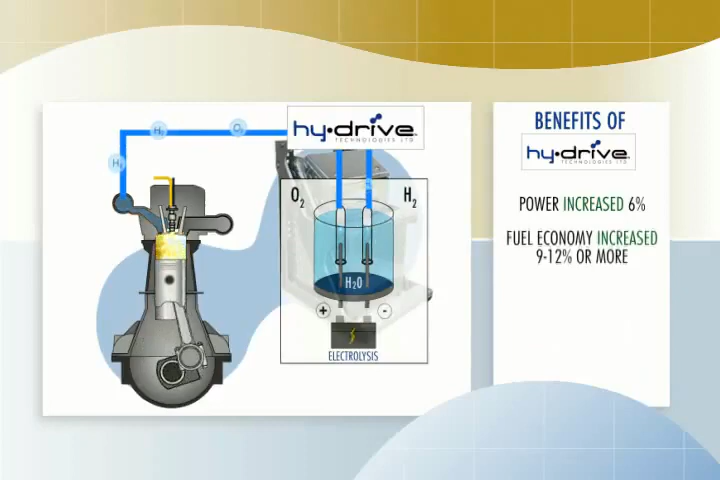 H₂
O₂
H₂
hy·drive
TECHNOLOGIES LTD
O₂
H₂
H₂O
+
-
ELECTROLYSIS
BENEFITS OF
hy·drive
TECHNOLOGIES LTD
POWER INCREASED 6%
FUEL ECONOMY INCREASED
9-12% OR MORE